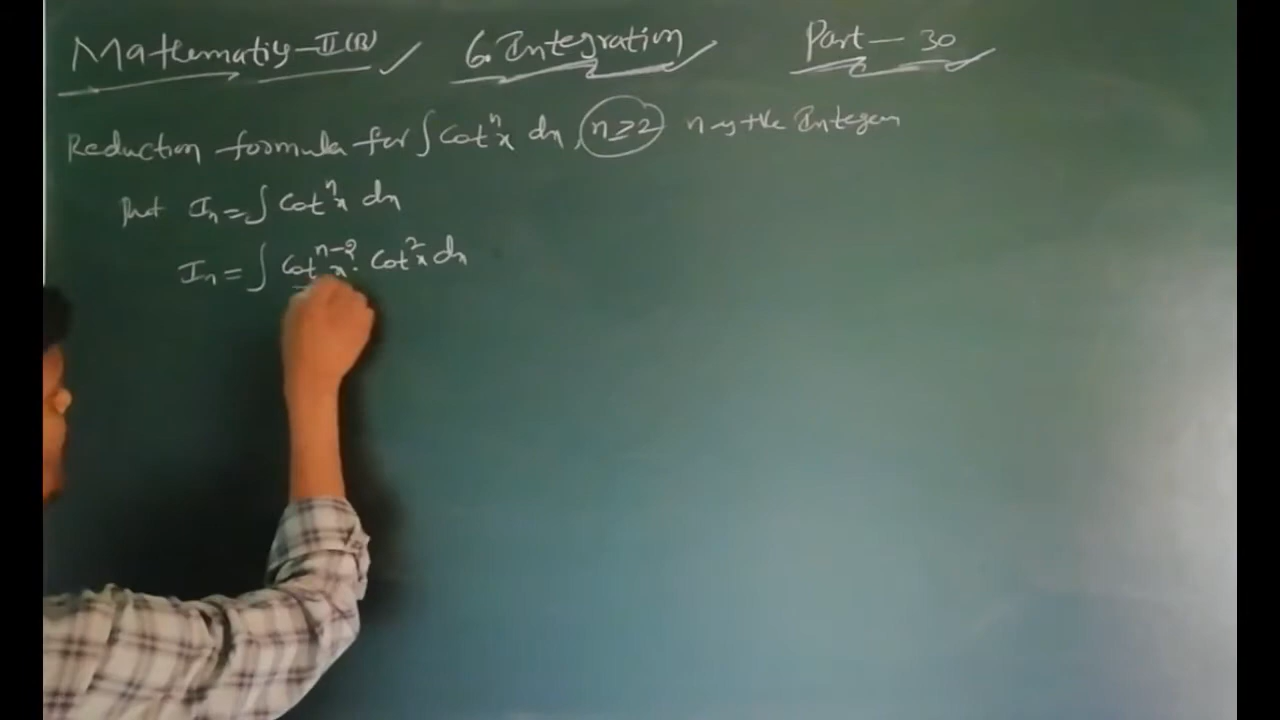 Mathematics-II(B) 6. Integration Part - 30
Reduction formula for ∫ Cotⁿx dx, n≥2 n is +ve Integer
Put Iₙ = ∫ Cotⁿx dx
Iₙ = ∫ Cotⁿ⁻²x · Cot²x dx